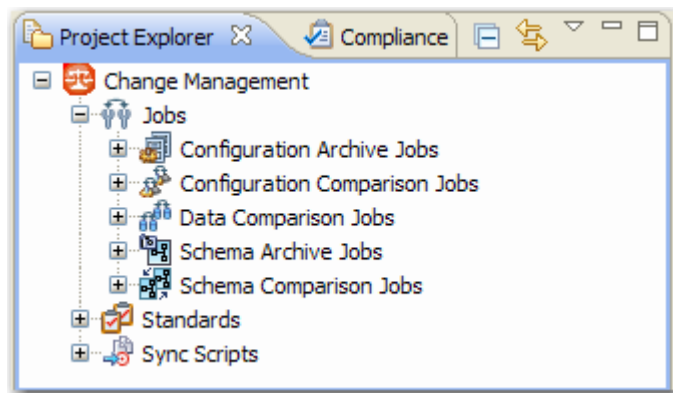 Project Explorer Compliance
Change Management
Jobs
Configuration Archive Jobs
Configuration Comparison Jobs
Data Comparison Jobs
Schema Archive Jobs
Schema Comparison Jobs
Standards
Sync Scripts